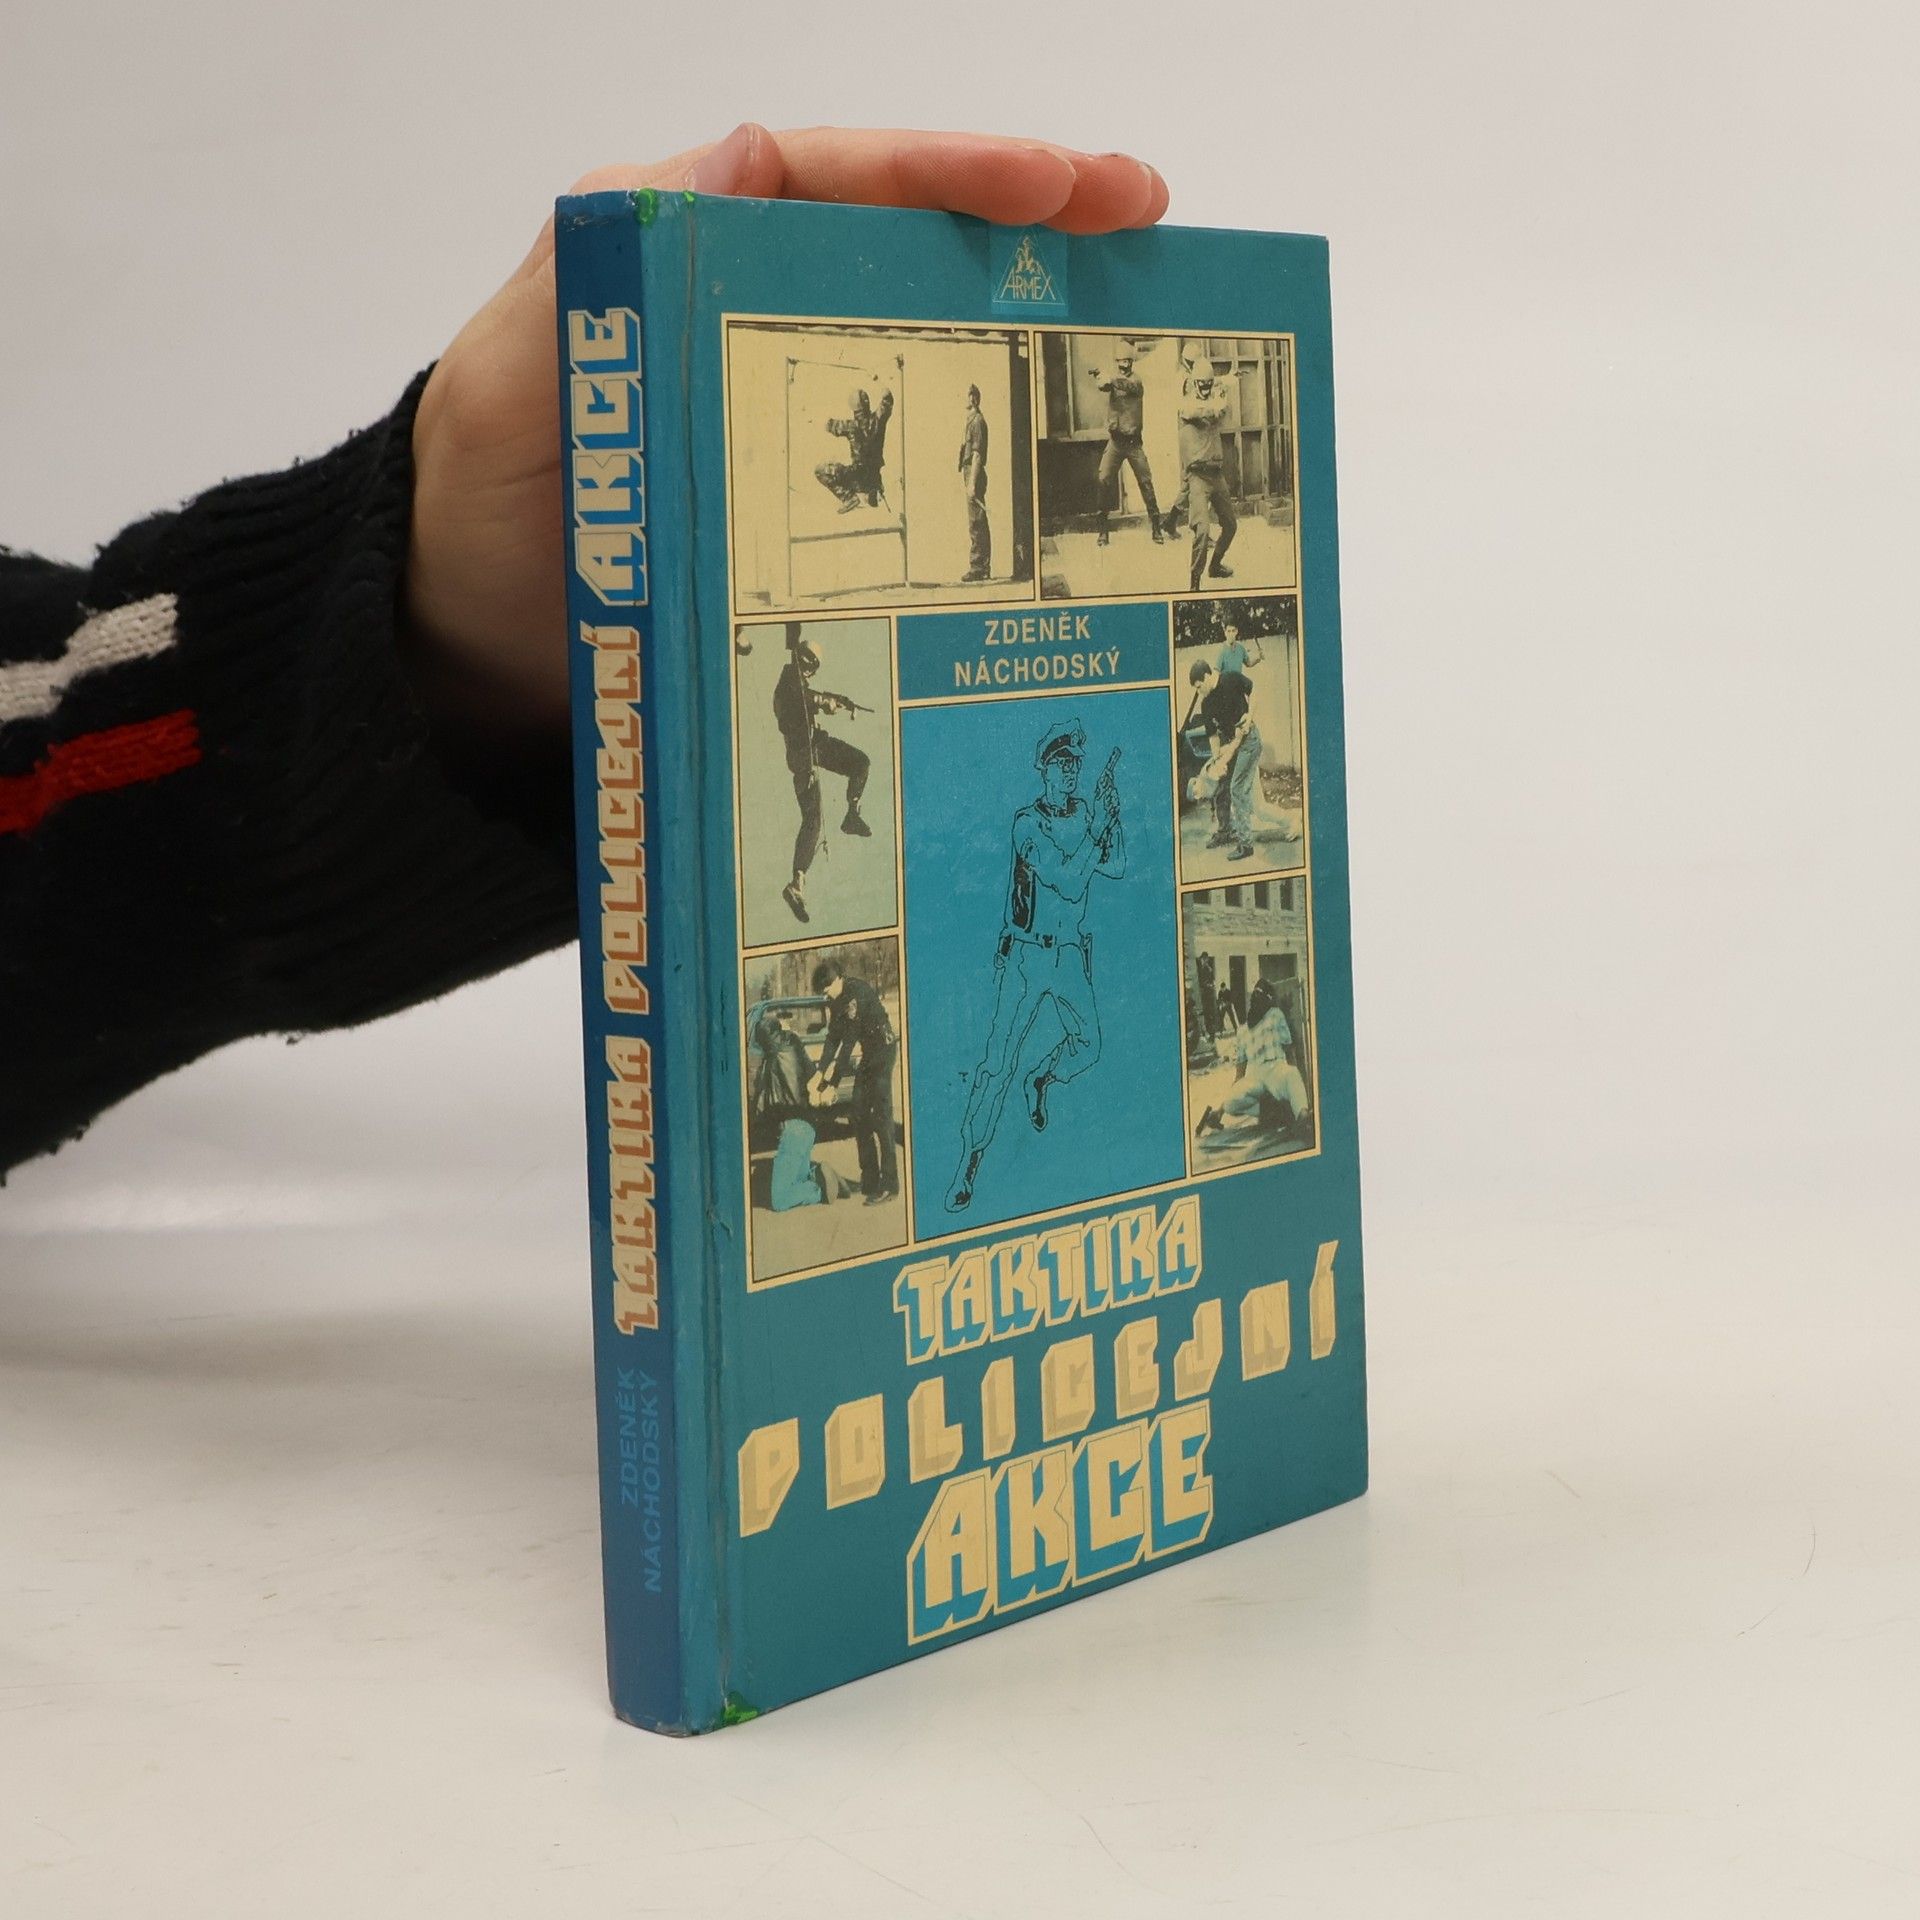 ARMEX
ZDENĚK
NÁCHODSKÝ
TAKTIKA
POLICEJNÍ
AKCE
TAKTIKA POLICEJNÍ AKCE
ZDENĚK
NÁCHODSKÝ